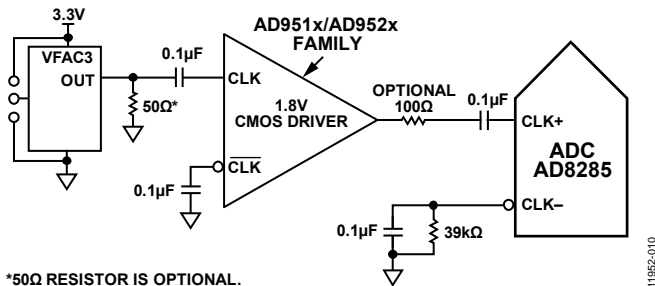 3.3V
VFAC3
OUT
0.1µF
50Ω*
AD951x/AD952x
FAMILY
CLK
1.8V
CMOS DRIVER
CLK
0.1µF
OPTIONAL
100Ω
0.1µF
CLK+
ADC
AD8285
CLK–
0.1µF
39kΩ
*50Ω RESISTOR IS OPTIONAL.
11952-010